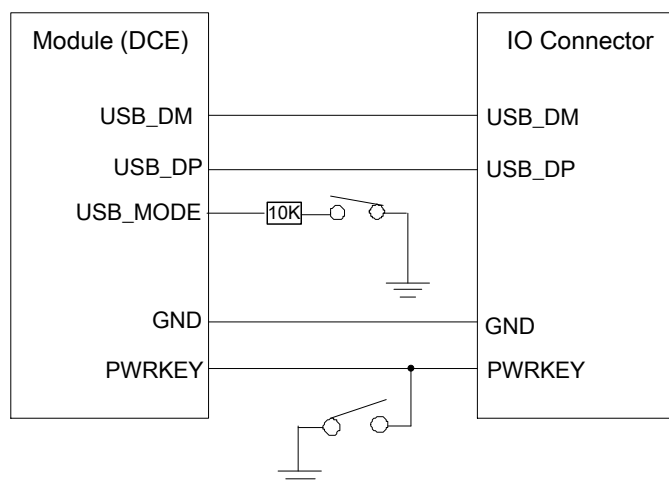 Module (DCE)
IO Connector
USB_DM
USB_DM
USB_DP
USB_DP
USB_MODE
10K
GND
GND
PWRKEY
PWRKEY